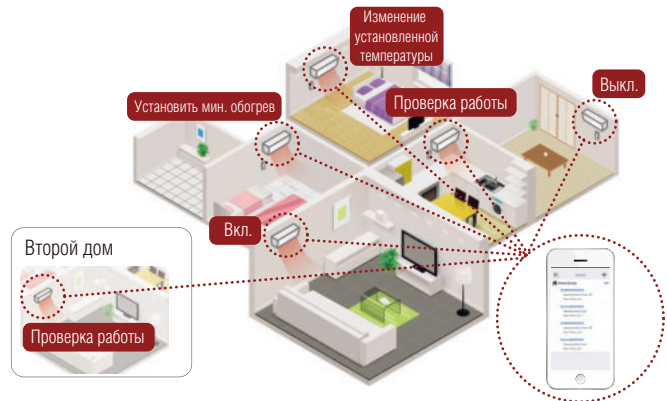 Изменение
установленной
температуры
Установить мин. обогрев
Проверка работы
Выкл.
Вкл.
Второй дом
Проверка работы